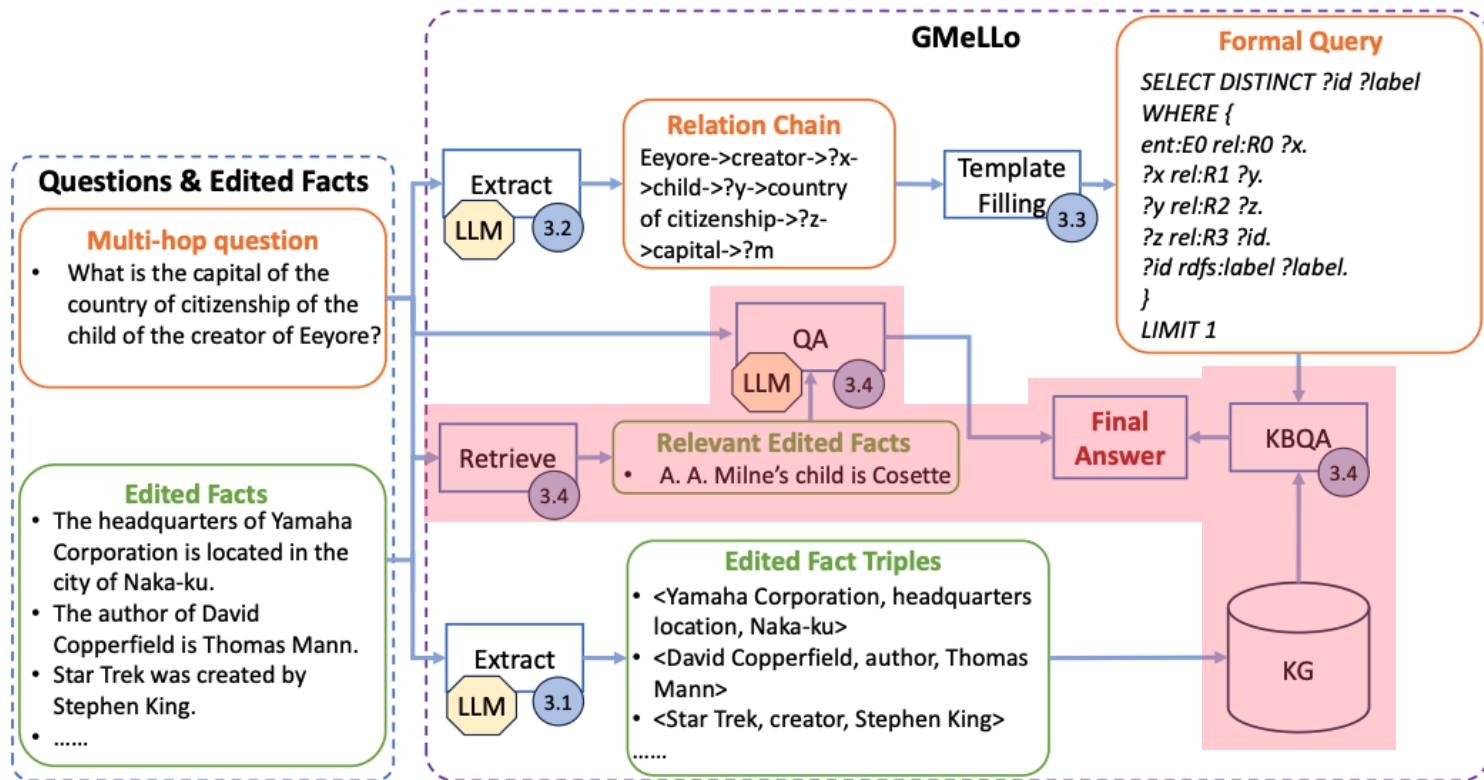 GMeLLo
Questions & Edited Facts
Multi-hop question
• What is the capital of the
country of citizenship of the
child of the creator of Eeyore?
Edited Facts
• The headquarters of Yamaha
Corporation is located in the
city of Naka-ku.
• The author of David
Copperfield is Thomas Mann.
• Star Trek was created by
Stephen King.
• ......
Extract
LLM
3.2
Relation Chain
Eeyore->creator->?x-
>child->?y->country
of citizenship->?z-
>capital->?m
Template
Filling
3.3
Formal Query
SELECT DISTINCT ?id ?label
WHERE {
ent:E0 rel:R0 ?x.
?x rel:R1 ?y.
?y rel:R2 ?z.
?z rel:R3 ?id.
?id rdfs:label ?label.
}
LIMIT 1
QA
LLM
3.4
Retrieve
3.4
Relevant Edited Facts
• A. A. Milne’s child is Cosette
Final
Answer
KBQA
3.4
Extract
LLM
3.1
Edited Fact Triples
• <Yamaha Corporation, headquarters
location, Naka-ku>
• <David Copperfield, author, Thomas
Mann>
• <Star Trek, creator, Stephen King>
......
KG